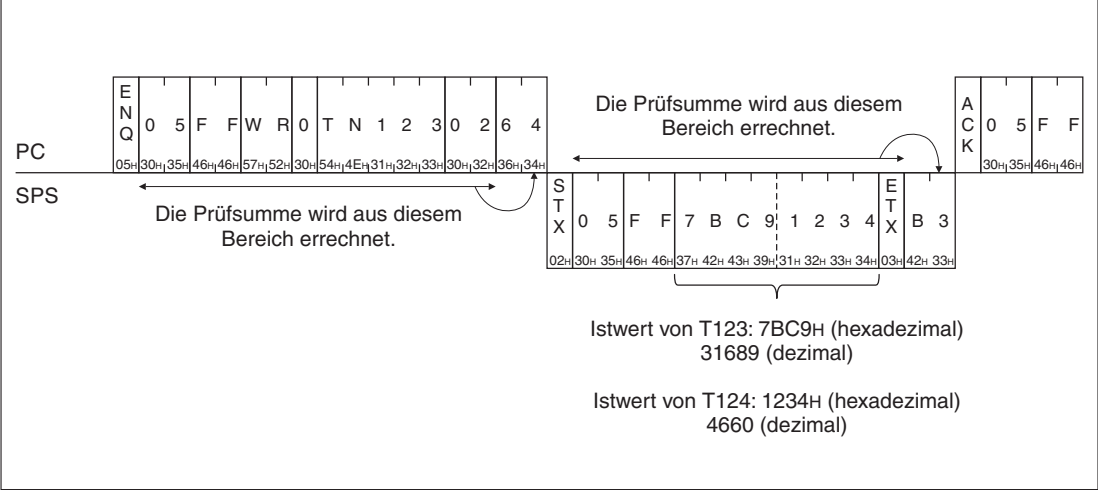 PC
SPS
ENQ 0 5 F F W R 0 T N 1 2 3 0 2 6 4
05H 30H 35H 46H 46H 57H 52H 30H 54H 4EH 31H 32H 33H 30H 32H 36H 34H
Die Prüfsumme wird aus diesem
Bereich errechnet.
Die Prüfsumme wird aus diesem
Bereich errechnet.
STX 0 5 F F 7 B C 9 1 2 3 4 ETX B 3
02H 30H 35H 46H 46H 37H 42H 43H 39H 31H 32H 33H 34H 03H 42H 33H
ACK 0 5 F F
30H 35H 46H 46H
Istwert von T123: 7BC9H (hexadezimal)
31689 (dezimal)
Istwert von T124: 1234H (hexadezimal)
4660 (dezimal)